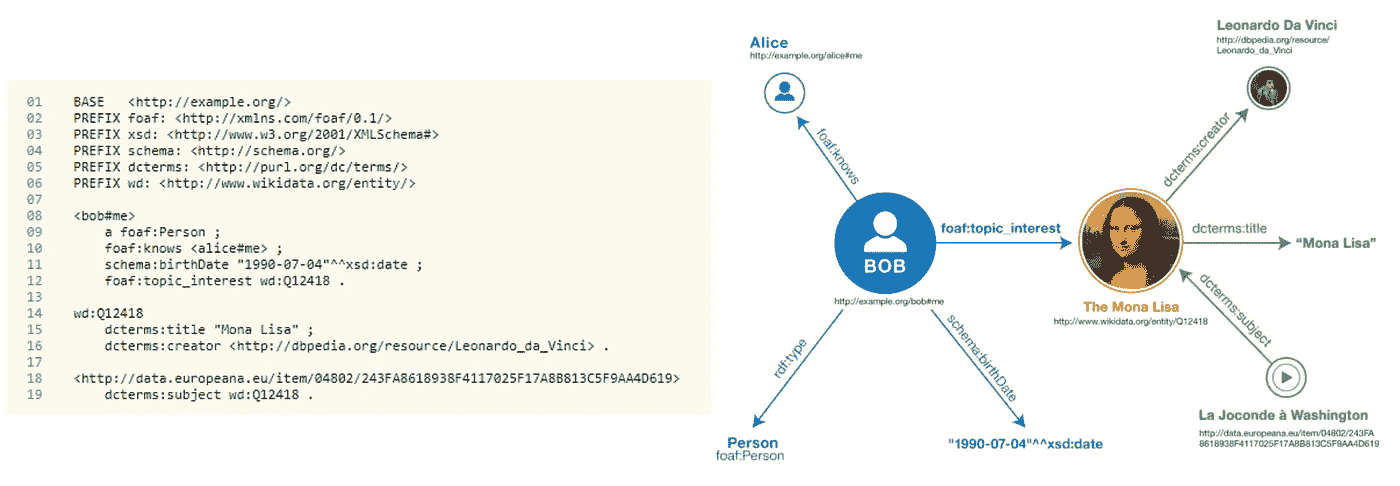 01 BASE <http://example.org/>
02 PREFIX foaf: <http://xmlns.com/foaf/0.1/>
03 PREFIX xsd: <http://www.w3.org/2001/XMLSchema#>
04 PREFIX schema: <http://schema.org/>
05 PREFIX dcterms: <http://purl.org/dc/terms/>
06 PREFIX wd: <http://www.wikidata.org/entity/>
07
08 <bob#me>
09 a foaf:Person ;
10 foaf:knows <alice#me> ;
11 schema:birthDate "1990-07-04"^^xsd:date ;
12 foaf:topic_interest wd:Q12418 .
13
14 wd:Q12418
15 dcterms:title "Mona Lisa" ;
16 dcterms:creator <http://dbpedia.org/resource/Leonardo_da_Vinci> .
17
18 <http://data.europeana.eu/item/04802/243FA8618938F4117025F17A8B813C5F9AA4D619>
19 dcterms:subject wd:Q12418 .
Alice
http://example.org/alice#me
foaf:knows
BOB
http://example.org/bob#me
rdf:type
Person
foaf:Person
schema:birthDate
"1990-07-04"^^xsd:date
foaf:topic_interest
Leonardo Da Vinci
http://dbpedia.org/resource/
Leonardo_da_Vinci
dcterms:creator
dcterms:title
“Mona Lisa”
The Mona Lisa
http://www.wikidata.org/entity/Q12418
dcterms:subject
La Joconde à Washington
http://data.europeana.eu/item/04802/243FA
8618938F4117025F17A8B813C5F9AA4D619